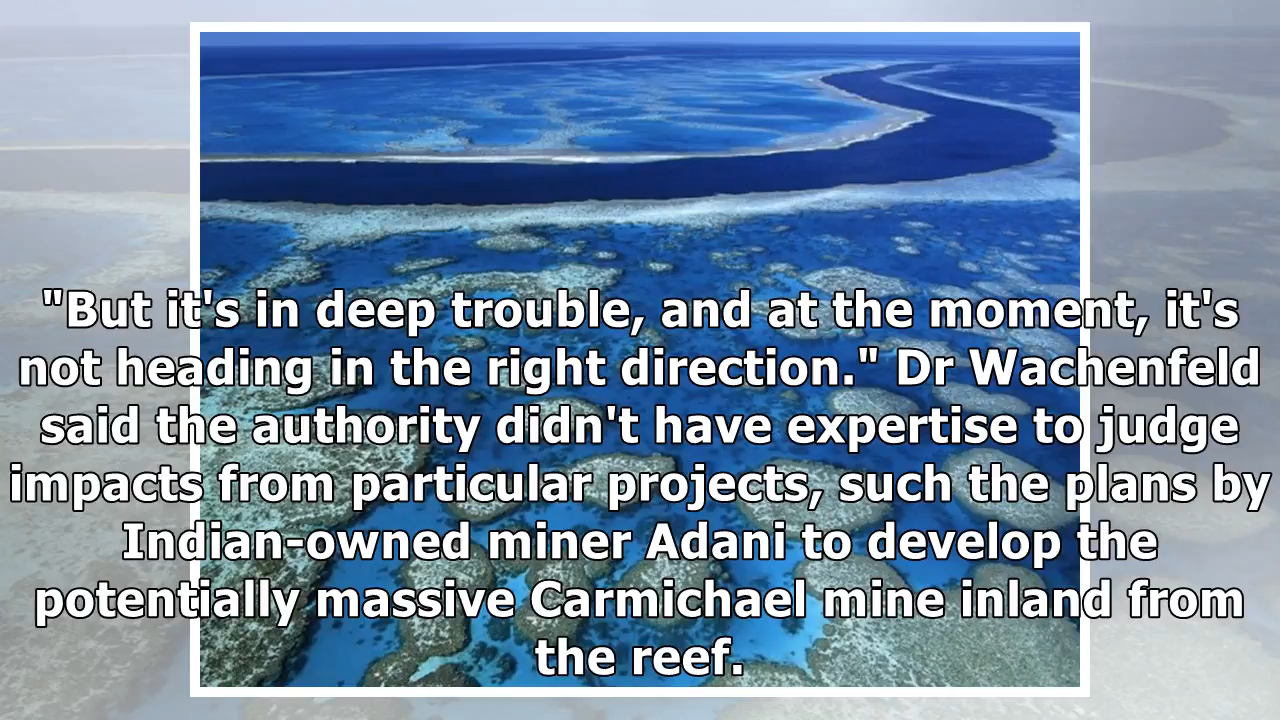 "But it's in deep trouble, and at the moment, it's
not heading in the right direction." Dr Wachenfeld
said the authority didn't have expertise to judge
impacts from particular projects, such the plans by
Indian-owned miner Adani to develop the
potentially massive Carmichael mine inland from
the reef.